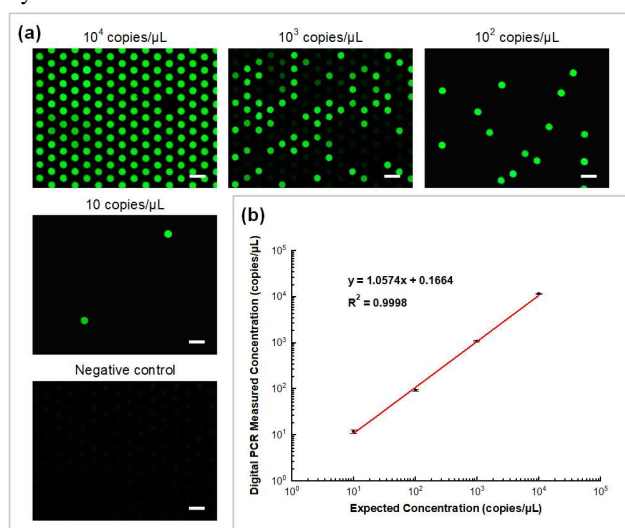 (a)
10⁴ copies/μL
10³ copies/μL
10² copies/μL
10 copies/μL
Negative control
(b)
y = 1.0574x + 0.1664
R² = 0.9998
Digital PCR Measured Concentration (copies/μL)
10⁵
10⁴
10³
10²
10¹
10⁰
10⁰ 10¹ 10² 10³ 10⁴ 10⁵
Expected Concentration (copies/μL)